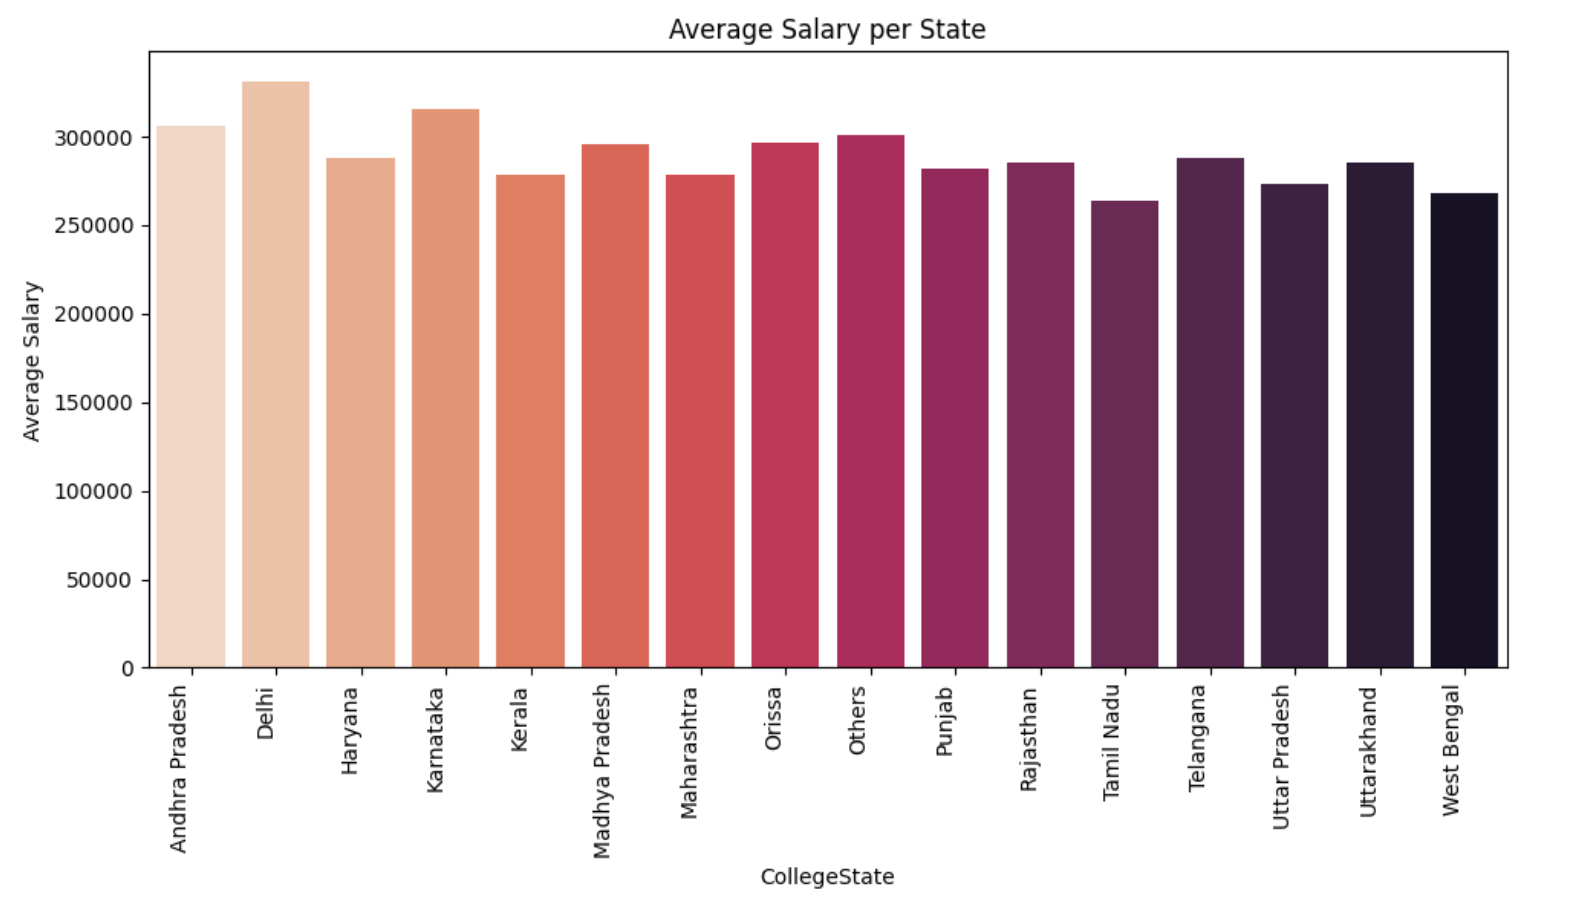 Average Salary per State
Average Salary
300000
250000
200000
150000
100000
50000
0
Andhra Pradesh
Delhi
Haryana
Karnataka
Kerala
Madhya Pradesh
Maharashtra
Orissa
Others
Punjab
Rajasthan
Tamil Nadu
Telangana
Uttar Pradesh
Uttarakhand
West Bengal
CollegeState